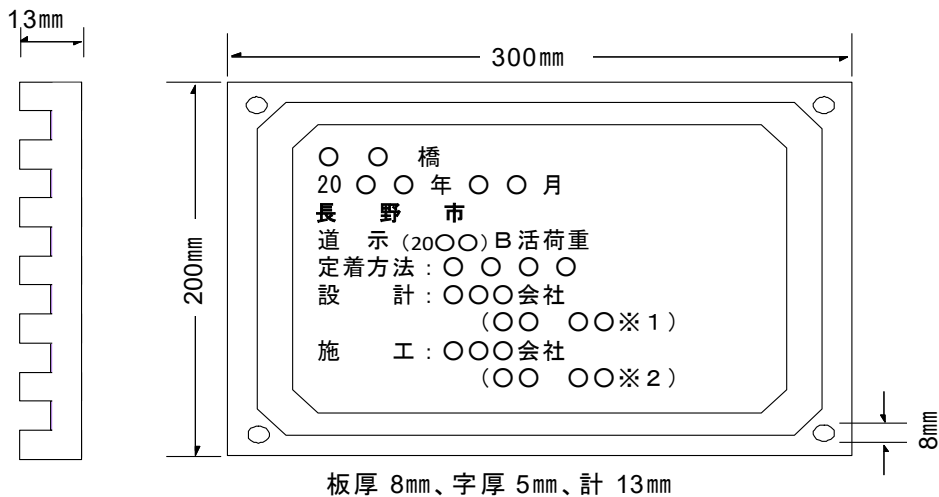 13㎜
300㎜
200㎜
○ ○ 橋
20 ○ ○ 年 ○ ○ 月
長 野 市
道 示 (20○○) B 活荷重
定着方法：○ ○ ○ ○
設 計：○○○会社
（○○ ○○※１）
施 工：○○○会社
（○○ ○○※２）
8㎜
板厚 8㎜、字厚 5㎜、計 13㎜